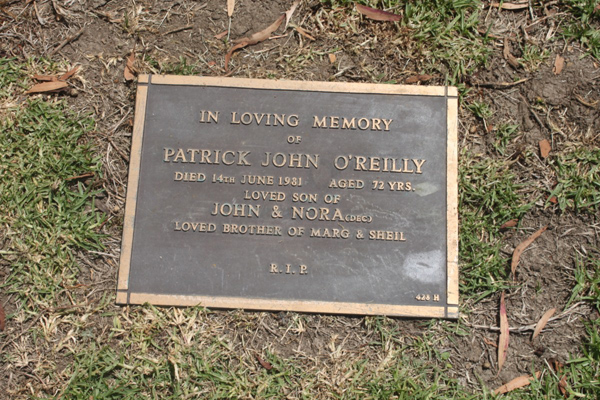 IN LOVING MEMORY
OF
PATRICK JOHN O'REILLY
DIED 14TH JUNE 1981 AGED 72 YRS.
LOVED SON OF
JOHN & NORA (DEC)
LOVED BROTHER OF MARG & SHEIL
R.I.P.
428 H